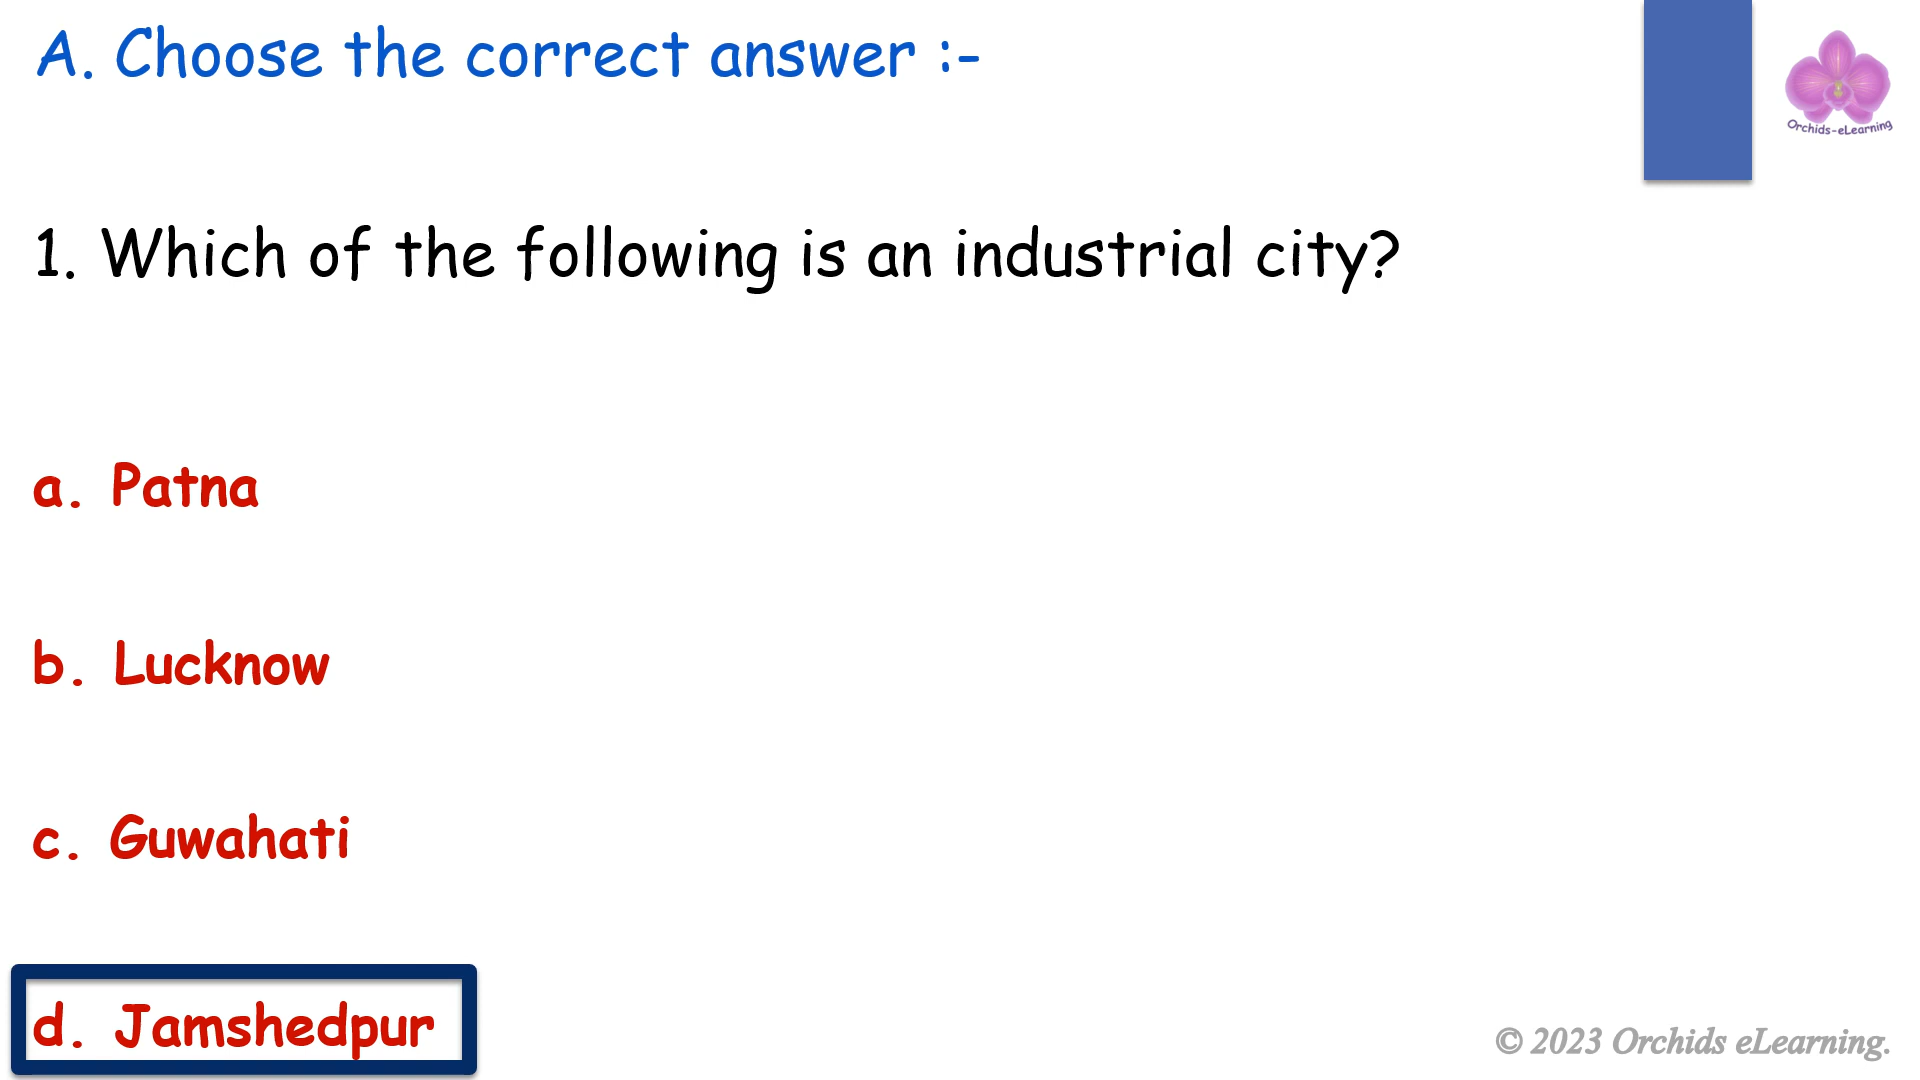 A. Choose the correct answer :-
Orchids-eLearning
1. Which of the following is an industrial city?
a. Patna
b. Lucknow
c. Guwahati
d. Jamshedpur
© 2023 Orchids eLearning.